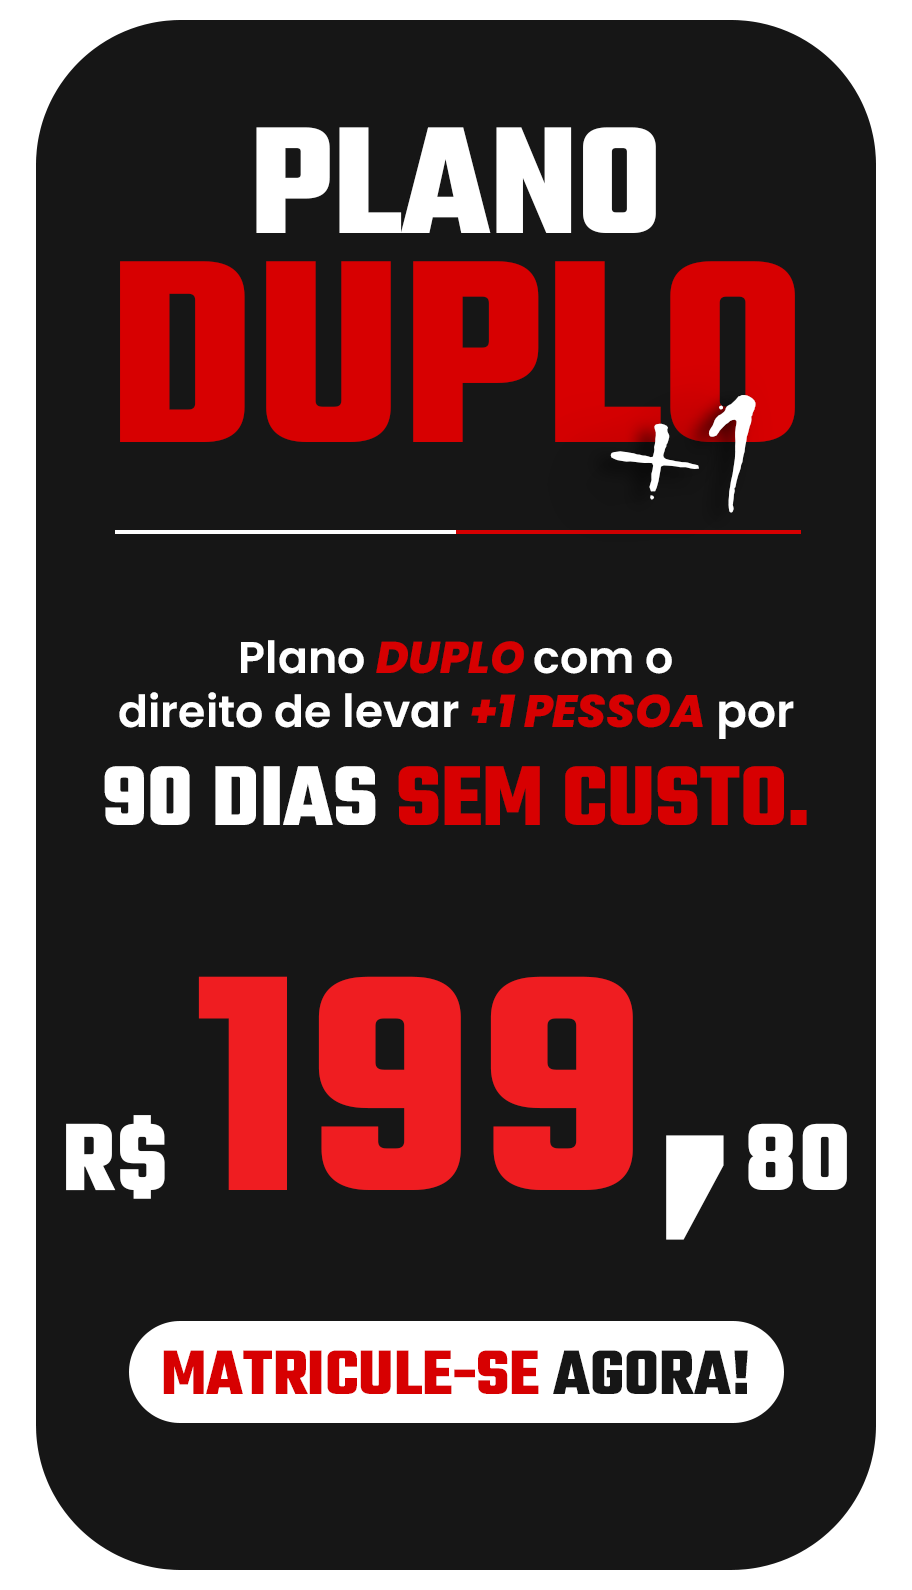 PLANO
DUPLO
+1
Plano DUPLO com o
direito de levar +1 PESSOA por
90 DIAS SEM CUSTO.
R$ 199,80
MATRICULE-SE AGORA!